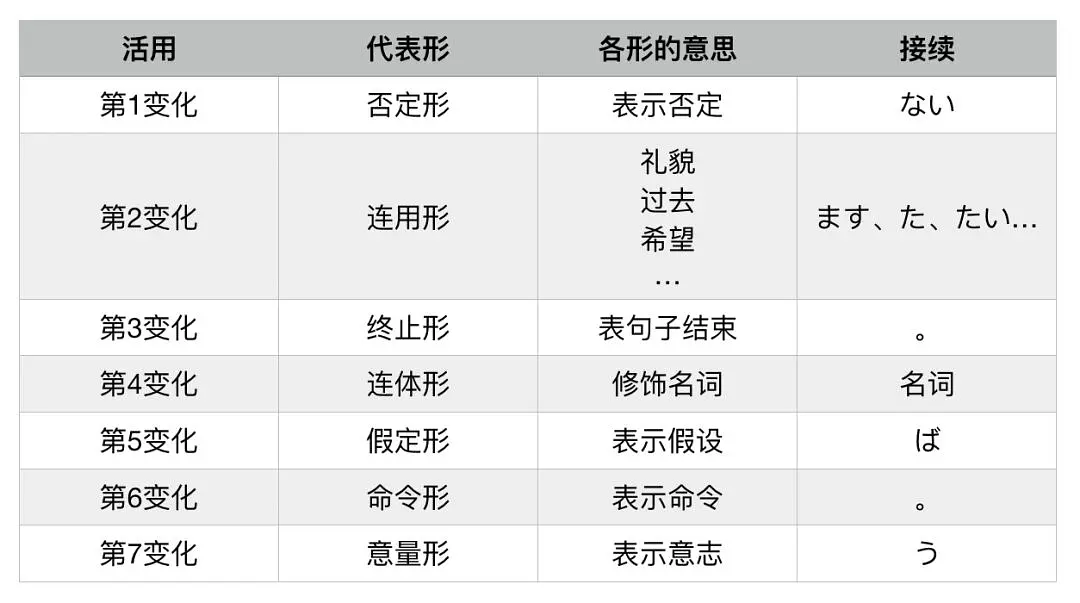 活用 代表形 各形的意思 接续
第1变化 否定形 表示否定 ない
第2变化 连用形 礼貌 ます、た、たい…
过去
希望
…
第3变化 终止形 表句子结束 。
第4变化 连体形 修饰名词 名词
第5变化 假定形 表示假设 ば
第6变化 命令形 表示命令 。
第7变化 意量形 表示意志 う